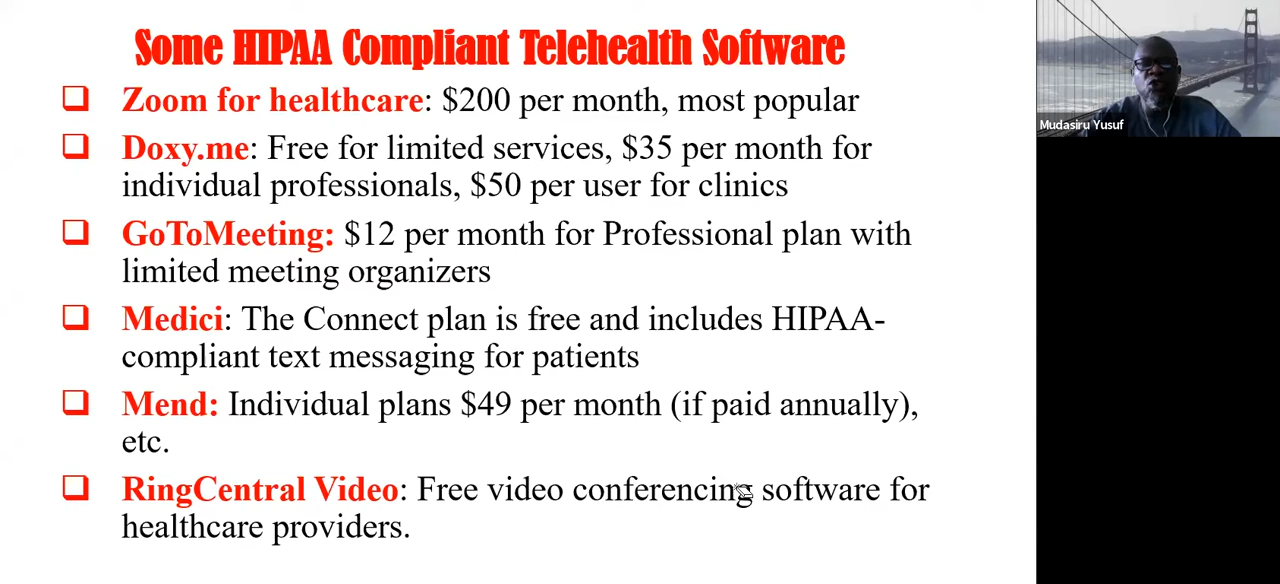 Some HIPAA Compliant Telehealth Software
Zoom for healthcare: $200 per month, most popular
Doxy.me: Free for limited services, $35 per month for
individual professionals, $50 per user for clinics
GoToMeeting: $12 per month for Professional plan with
limited meeting organizers
Medici: The Connect plan is free and includes HIPAA-
compliant text messaging for patients
Mend: Individual plans $49 per month (if paid annually),
etc.
RingCentral Video: Free video conferencing software for
healthcare providers.
Mudasiru Yusuf